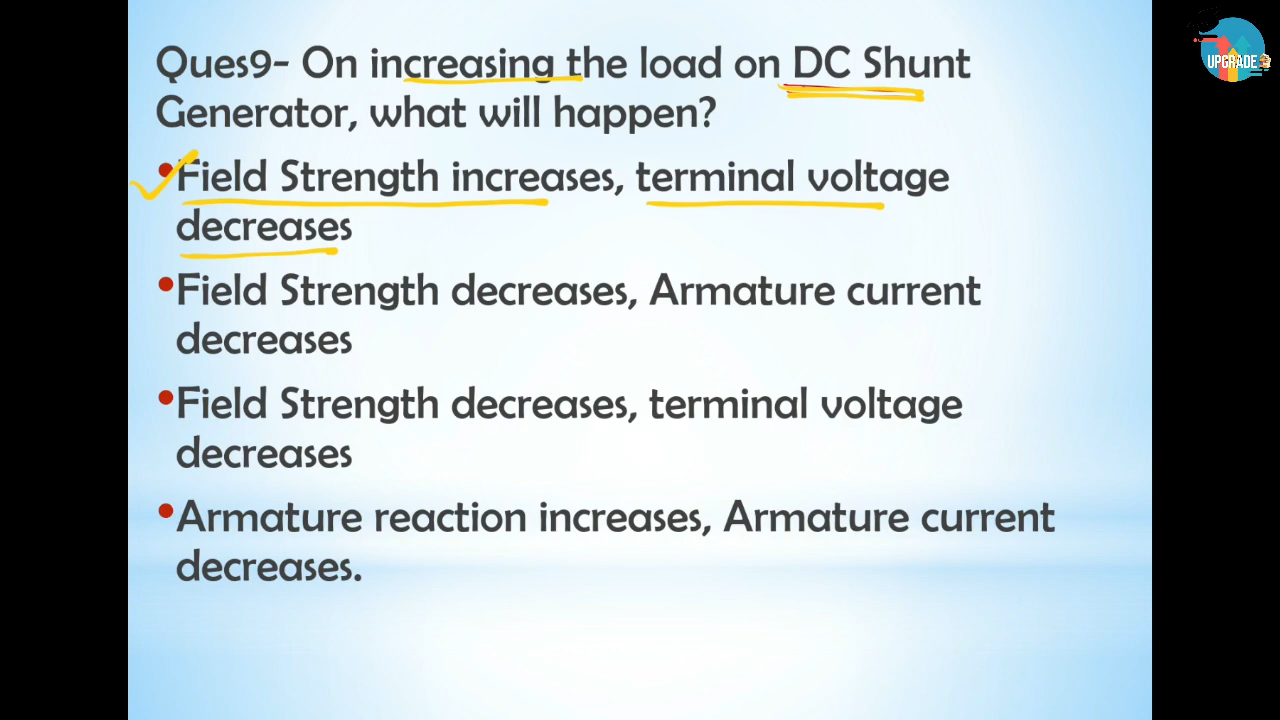 UPGRADE
Ques9- On increasing the load on DC Shunt
Generator, what will happen?
•Field Strength increases, terminal voltage
decreases
•Field Strength decreases, Armature current
decreases
•Field Strength decreases, terminal voltage
decreases
•Armature reaction increases, Armature current
decreases.